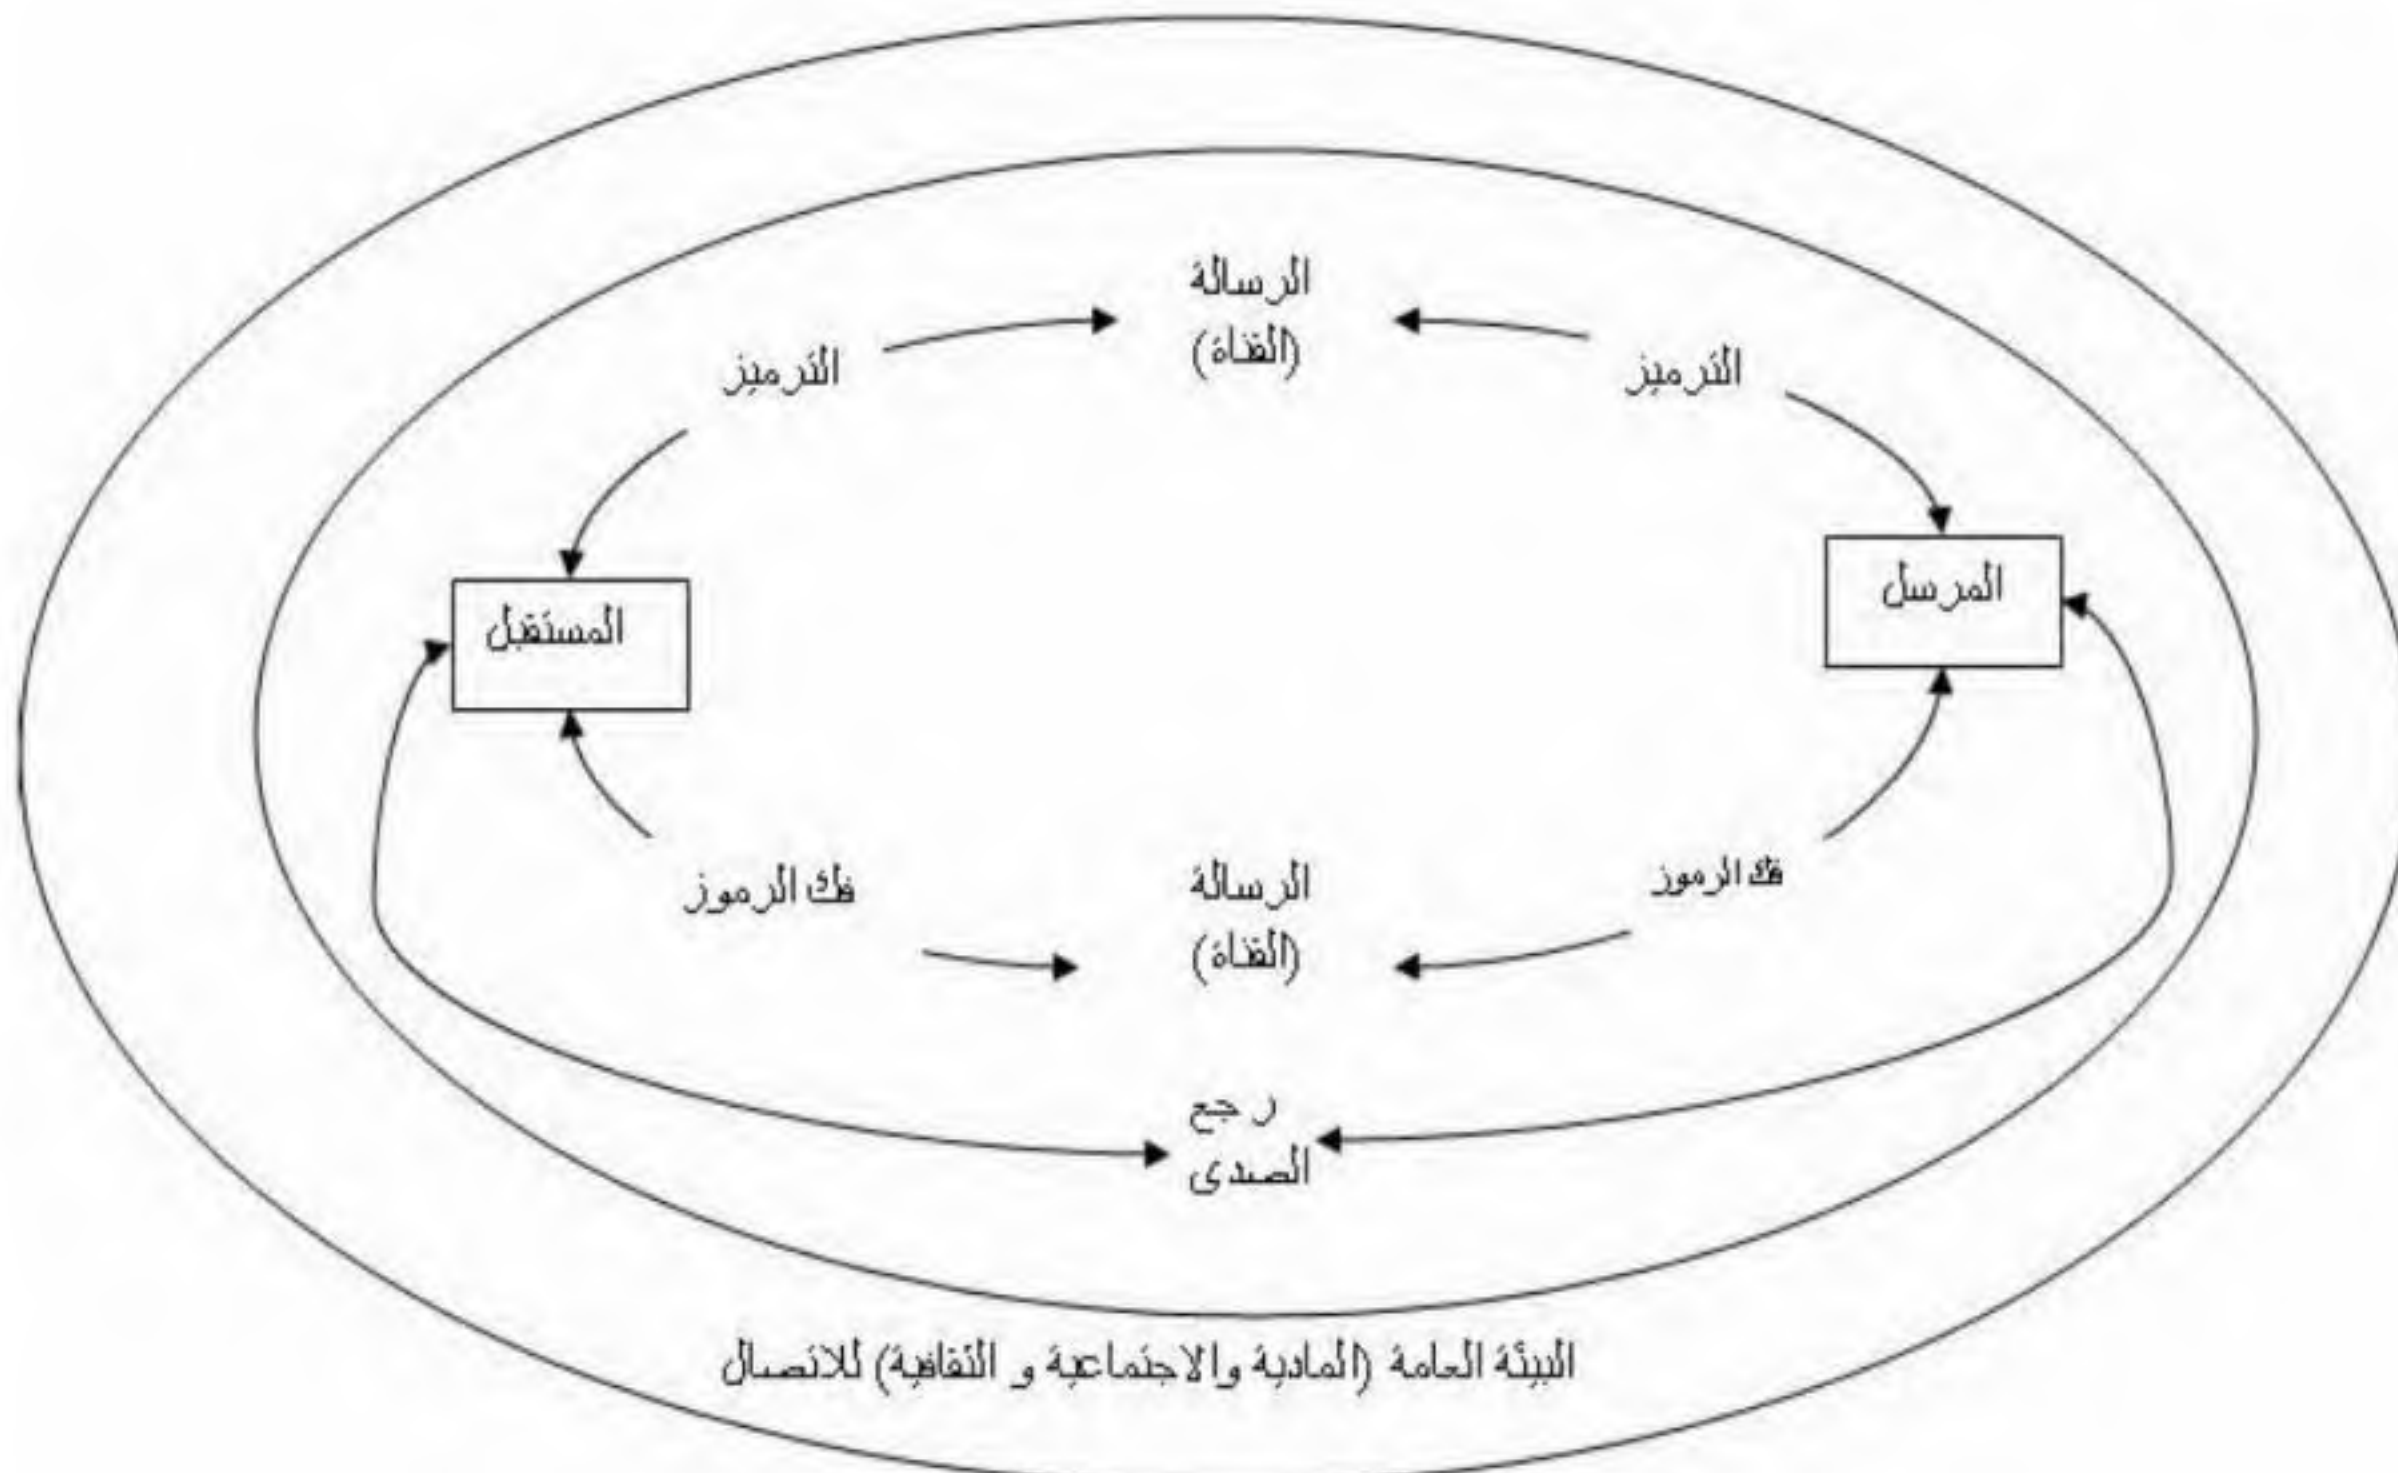 الرسالة
(القناة)
الترميز
الترميز
المرسل
المستقبل
فك الرموز
الرسالة
(القناة)
فك الرموز
رجع
الصدى
البيئة العامة (المادية والاجتماعية و الثقافية) للاتصال